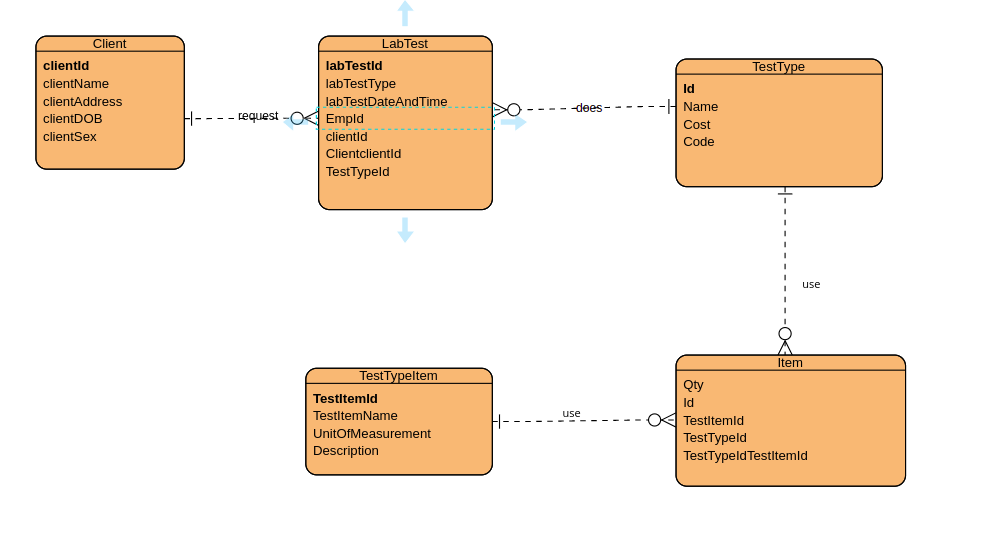 Client
clientId
clientName
clientAddress
clientDOB
clientSex
request
LabTest
labTestId
labTestType
labTestDateAndTime
EmpId
clientId
ClientclientId
TestTypeId
does
TestType
Id
Name
Cost
Code
use
TestTypeItem
TestItemId
TestItemName
UnitOfMeasurement
Description
use
Item
Qty
Id
TestItemId
TestTypeId
TestTypeIdTestItemId